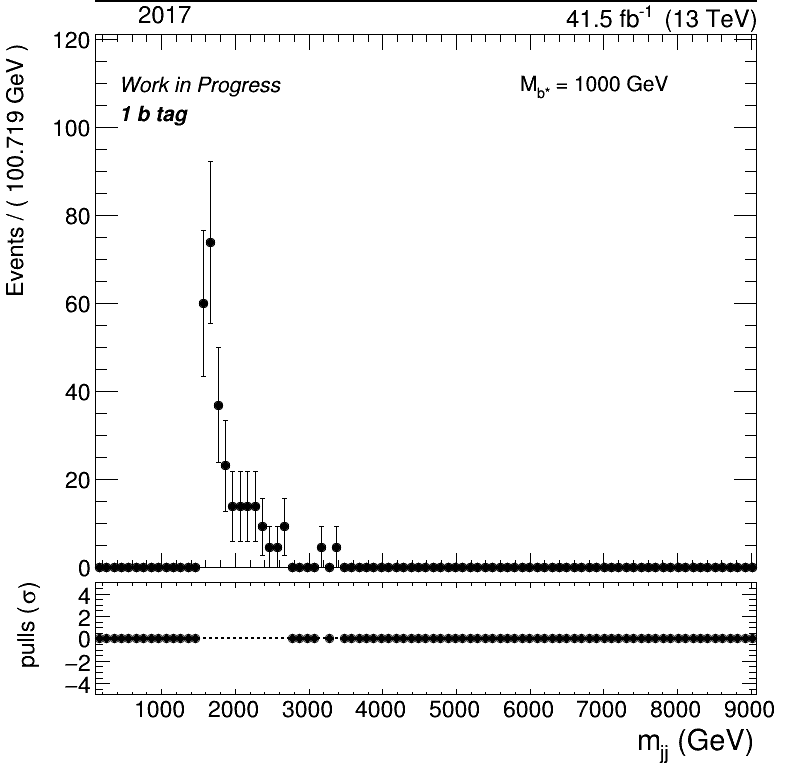 2017 41.5 fb⁻¹ (13 TeV)
Events / ( 100.719 GeV )
120
100
80
60
40
20
0
Work in Progress
1 b tag
M_b* = 1000 GeV
pulls (σ)
4
2
0
−2
−4
1000 2000 3000 4000 5000 6000 7000 8000 9000
m_jj (GeV)